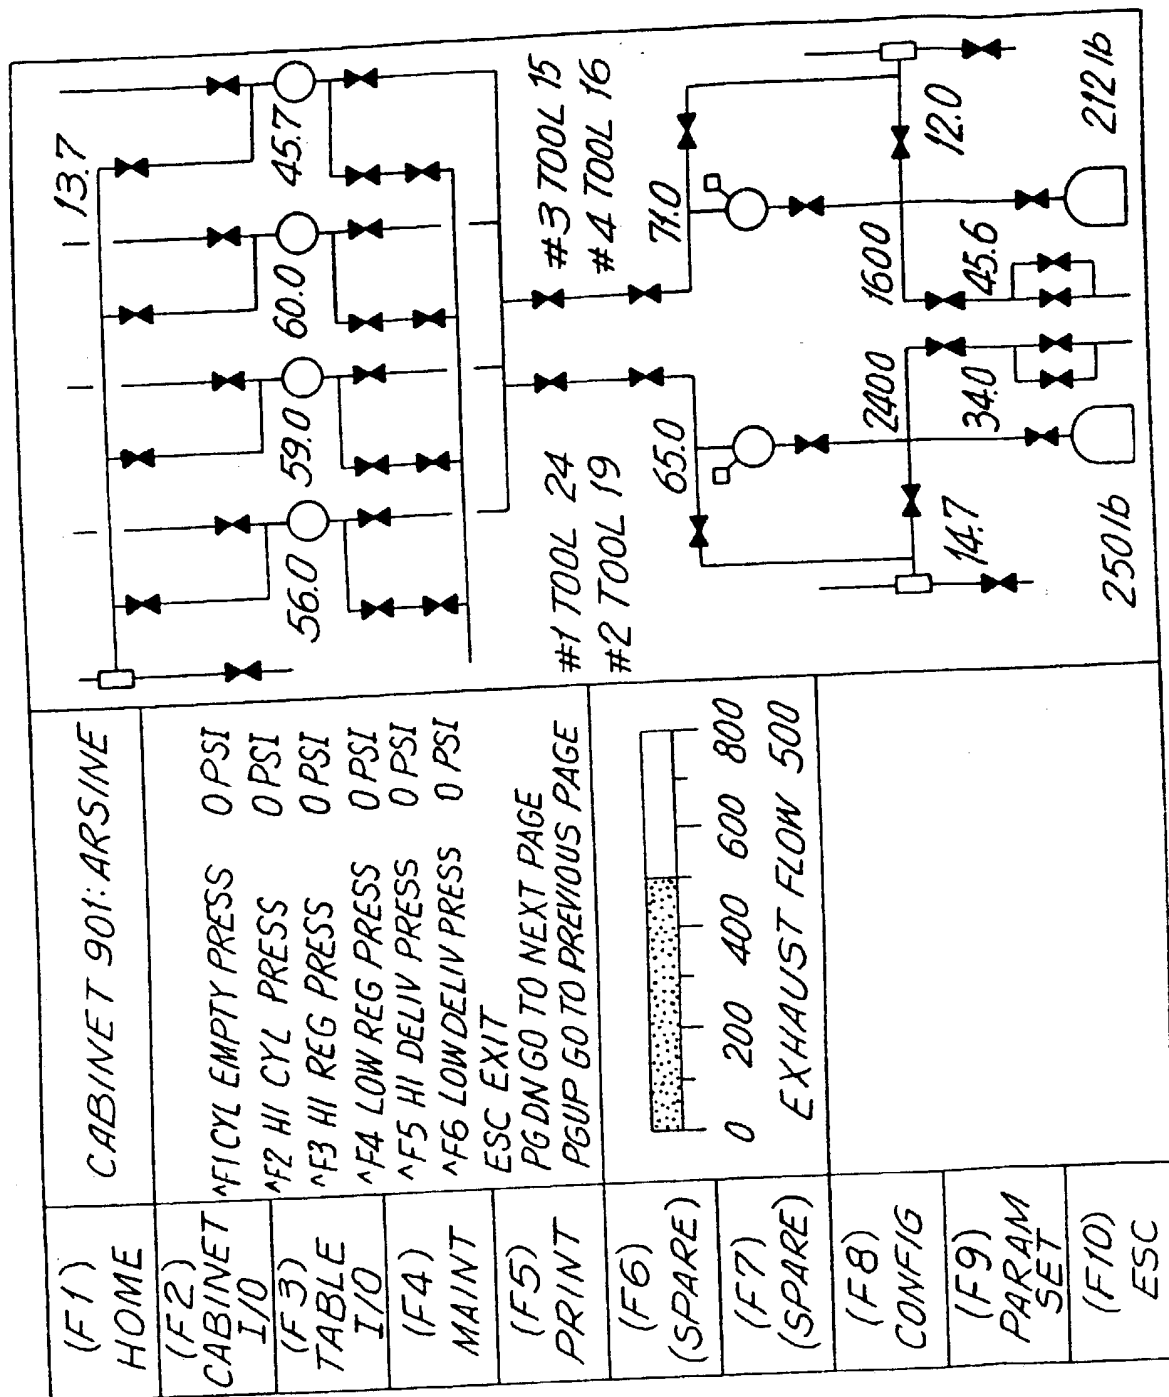 (F1)
HOME
(F2)
CABINET
I/O
(F3)
TABLE
I/O
(F4)
MAINT
(F5)
PRINT
(F6)
(SPARE)
(F7)
(SPARE)
(F8)
CONFIG
(F9)
PARAM
SET
(F10)
ESC
CABINET 901: ARSINE
^F1 CYL EMPTY PRESS 0 PSI
^F2 HI CYL PRESS 0 PSI
^F3 HI REG PRESS 0 PSI
^F4 LOW REG PRESS 0 PSI
^F5 HI DELIV PRESS 0 PSI
^F6 LOW DELIV PRESS 0 PSI
ESC EXIT
PGDN GO TO NEXT PAGE
PGUP GO TO PREVIOUS PAGE
0 200 400 600 800
EXHAUST FLOW 500
13.7
56.0 59.0 60.0 45.7
#1 TOOL 24
#2 TOOL 19
#3 TOOL 15
#4 TOOL 16
65.0 71.0
2400 1600
14.7 34.0 45.6 12.0
250 lb 212 lb